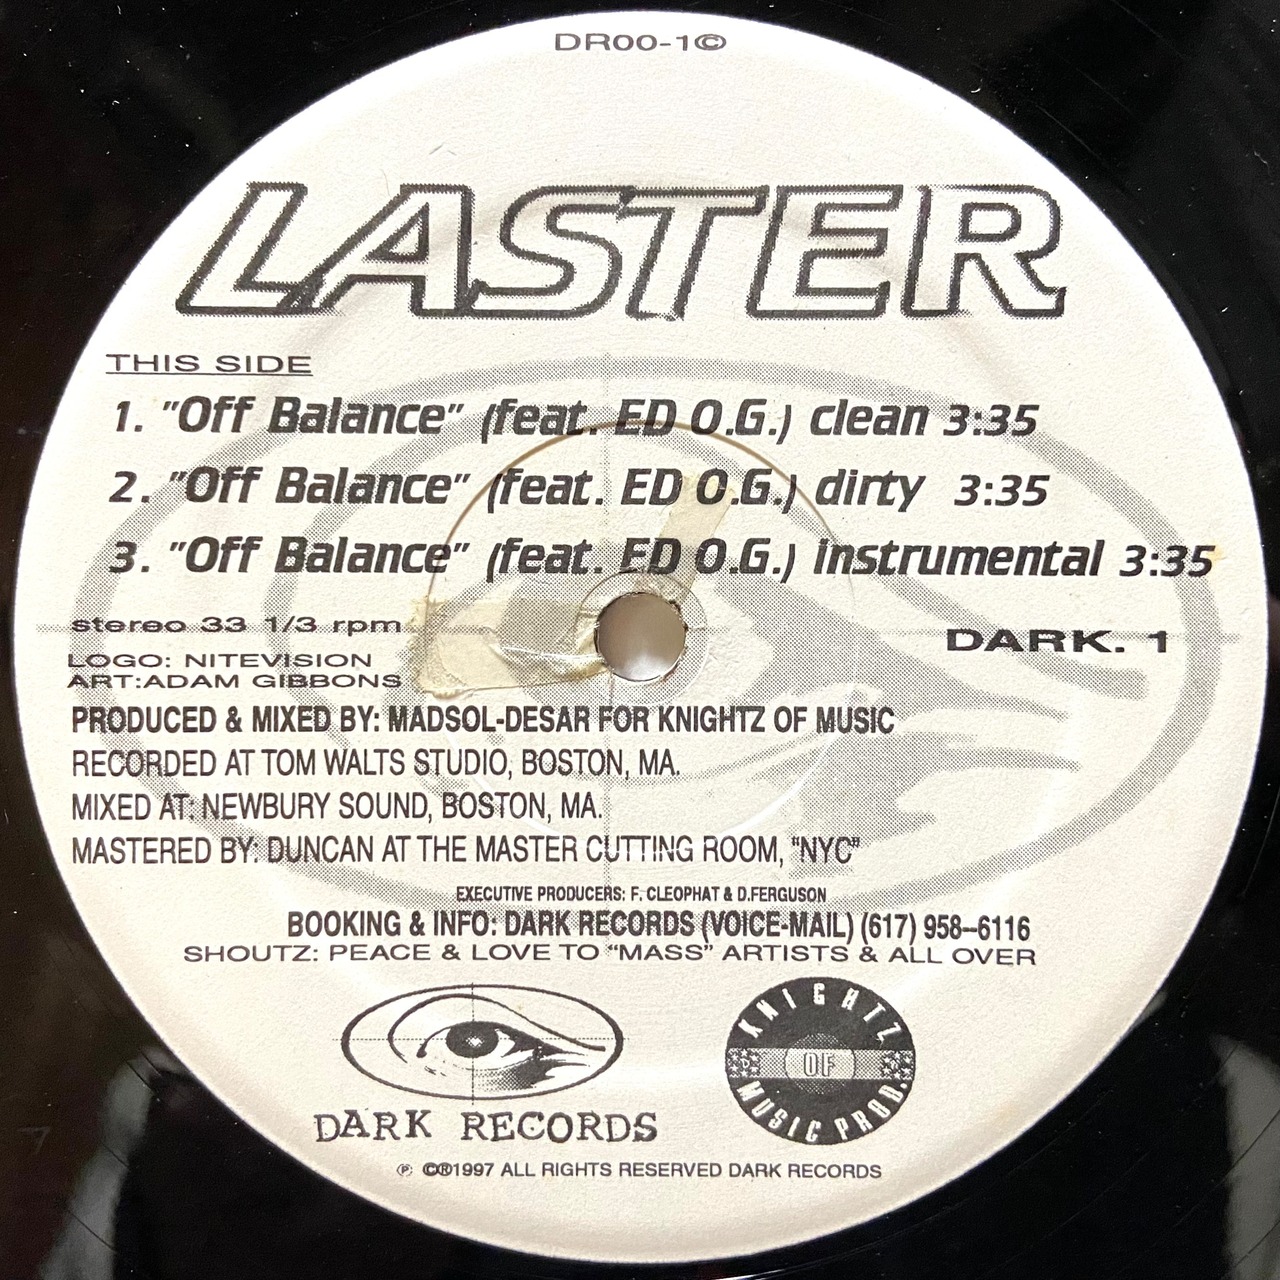 DR00-1©
LASTER
THIS SIDE
1. "Off Balance" (feat. ED O.G.) clean 3:35
2. "Off Balance" (feat. ED O.G.) dirty 3:35
3. "Off Balance" (feat. ED O.G.) instrumental 3:35
stereo 33 1/3 rpm
DARK. 1
LOGO: NITEVISION
ART:ADAM GIBBONS
PRODUCED & MIXED BY: MADSOL-DESAR FOR KNIGHTZ OF MUSIC
RECORDED AT TOM WALTS STUDIO, BOSTON, MA.
MIXED AT: NEWBURY SOUND, BOSTON, MA.
MASTERED BY: DUNCAN AT THE MASTER CUTTING ROOM, "NYC"
EXECUTIVE PRODUCERS: F. CLEOPHAT & D.FERGUSON
BOOKING & INFO: DARK RECORDS (VOICE-MAIL) (617) 958–6116
SHOUTZ: PEACE & LOVE TO "MASS" ARTISTS & ALL OVER
KNIGHTZ
OF
MUSIC PROD.
DARK RECORDS
℗ ©®1997 ALL RIGHTS RESERVED DARK RECORDS